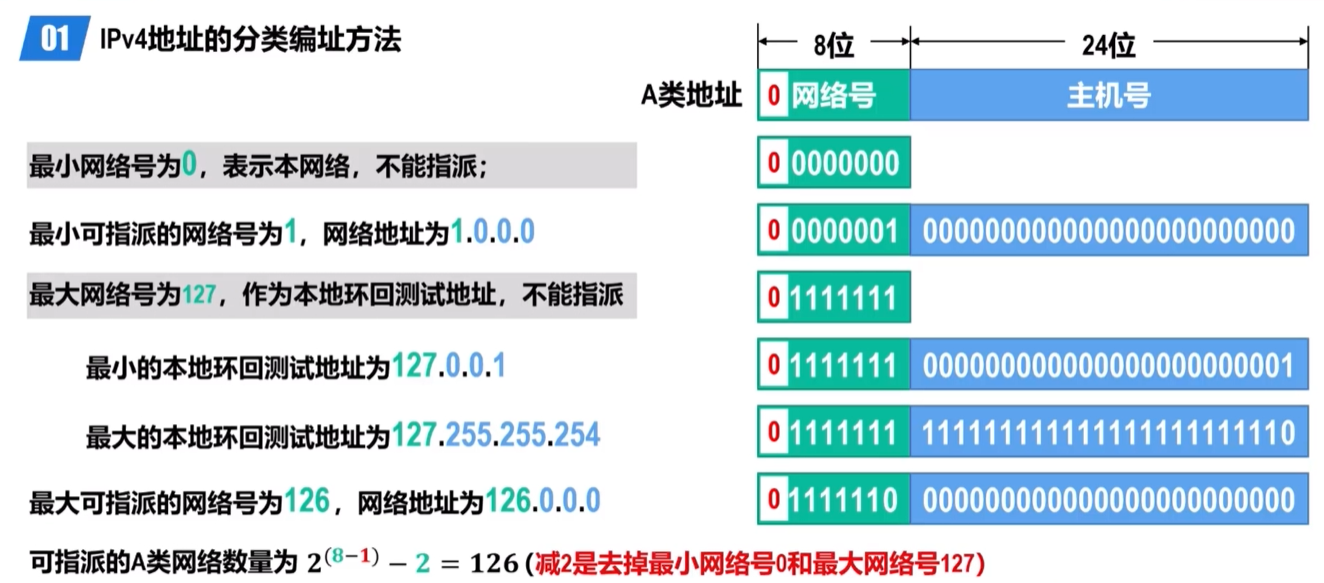 01 IPv4地址的分类编址方法
8位 24位
A类地址 0 网络号 主机号
最小网络号为0，表示本网络，不能指派； 0 0000000
最小可指派的网络号为1，网络地址为1.0.0.0 0 0000001 000000000000000000000000
最大网络号为127，作为本地环回测试地址，不能指派 0 1111111
最小的本地环回测试地址为127.0.0.1 0 1111111 000000000000000000000001
最大的本地环回测试地址为127.255.255.254 0 1111111 111111111111111111111110
最大可指派的网络号为126，网络地址为126.0.0.0 0 1111110 000000000000000000000000
可指派的A类网络数量为 2^(8−1) − 2 = 126 (减2是去掉最小网络号0和最大网络号127)